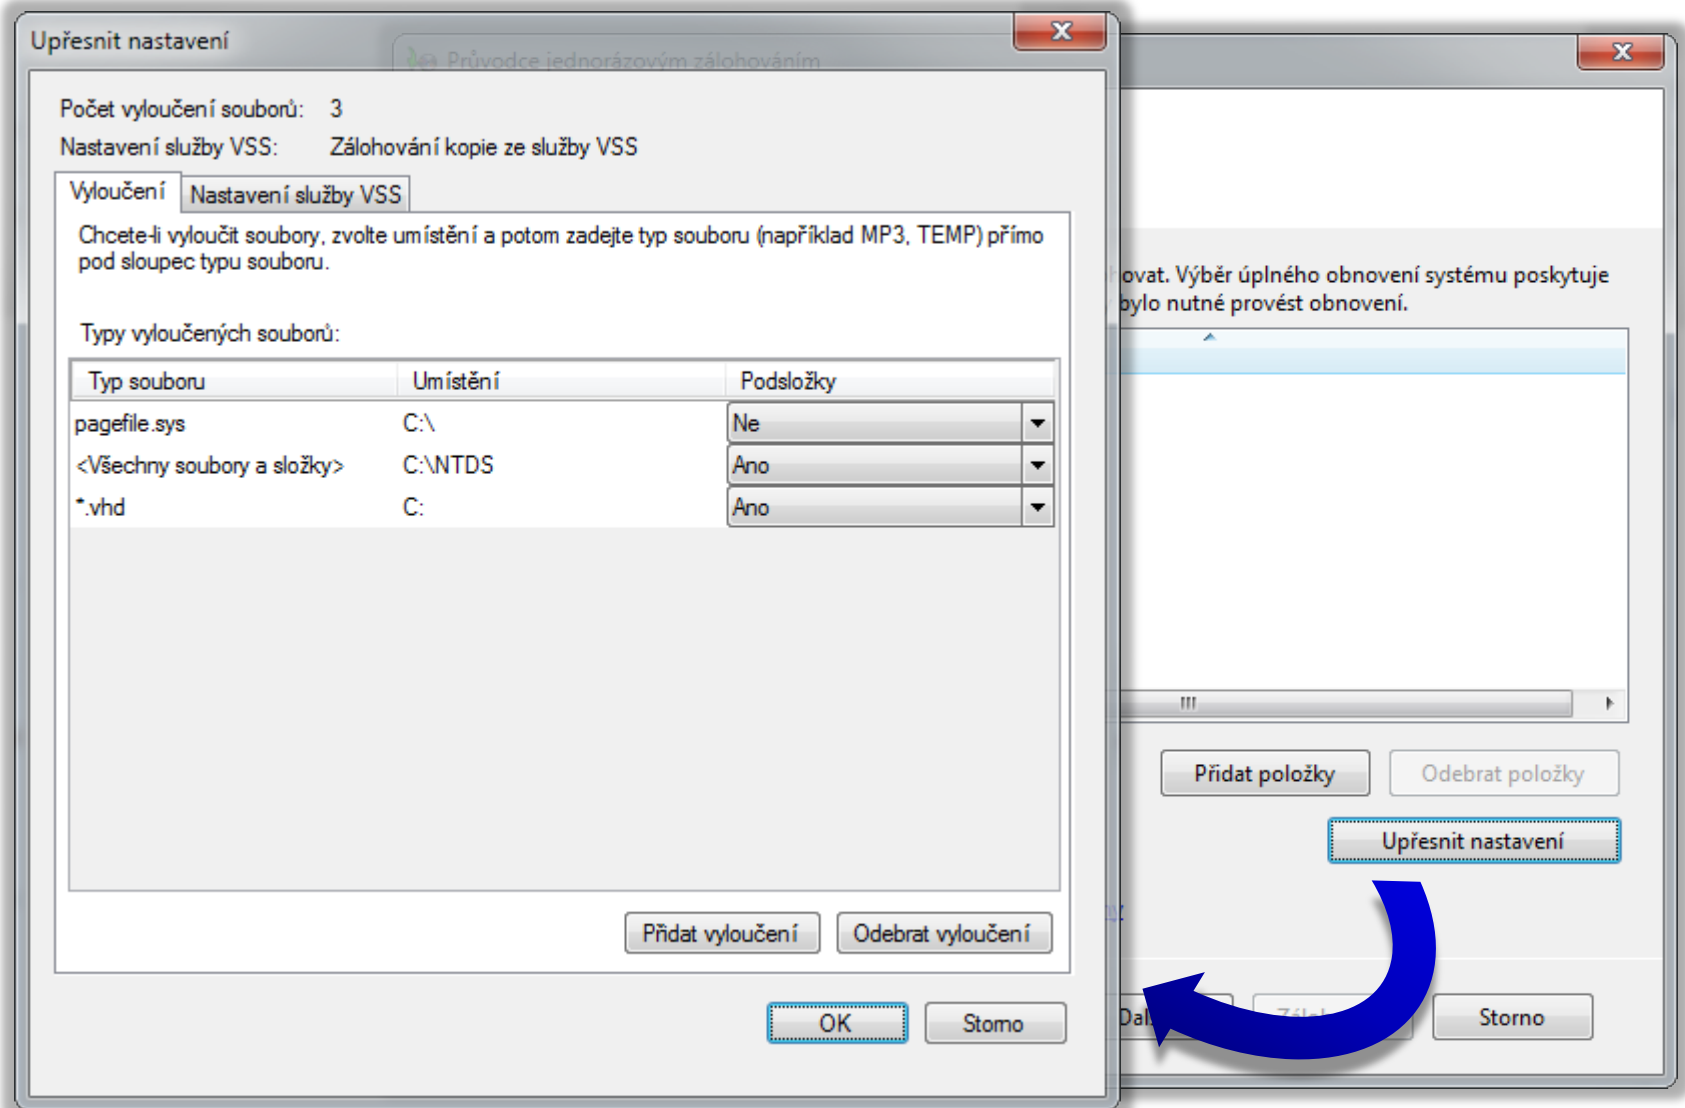 Upřesnit nastavení
Průvodce jednorázovým zálohováním
Počet vyloučení souborů: 3
Nastavení služby VSS: Zálohování kopie ze služby VSS
Vyloučení Nastavení služby VSS
Chcete-li vyloučit soubory, zvolte umístění a potom zadejte typ souboru (například MP3, TEMP) přímo
pod sloupec typu souboru.
Typy vyloučených souborů:
Typ souboru Umístění Podsložky
pagefile.sys C:\ Ne
<Všechny soubory a složky> C:\NTDS Ano
*.vhd C: Ano
Přidat vyloučení Odebrat vyloučení
OK Storno
ovat. Výběr úplného obnovení systému poskytuje
bylo nutné provést obnovení.
Přidat položky Odebrat položky
Upřesnit nastavení
Storno